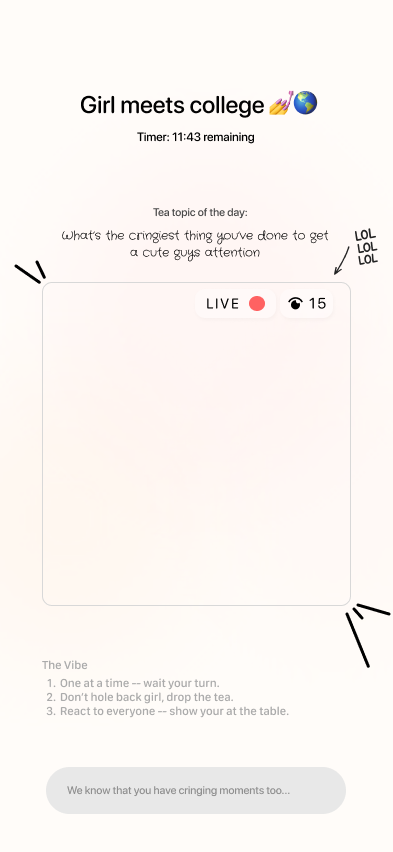 Girl meets college 💅🌎
Timer: 11:43 remaining
Tea topic of the day:
What's the cringiest thing you've done to get
a cute guys attention
LOL
LOL
LOL
LIVE
15
The Vibe
1. One at a time -- wait your turn.
2. Don't hole back girl, drop the tea.
3. React to everyone -- show your at the table.
We know that you have cringing moments too...